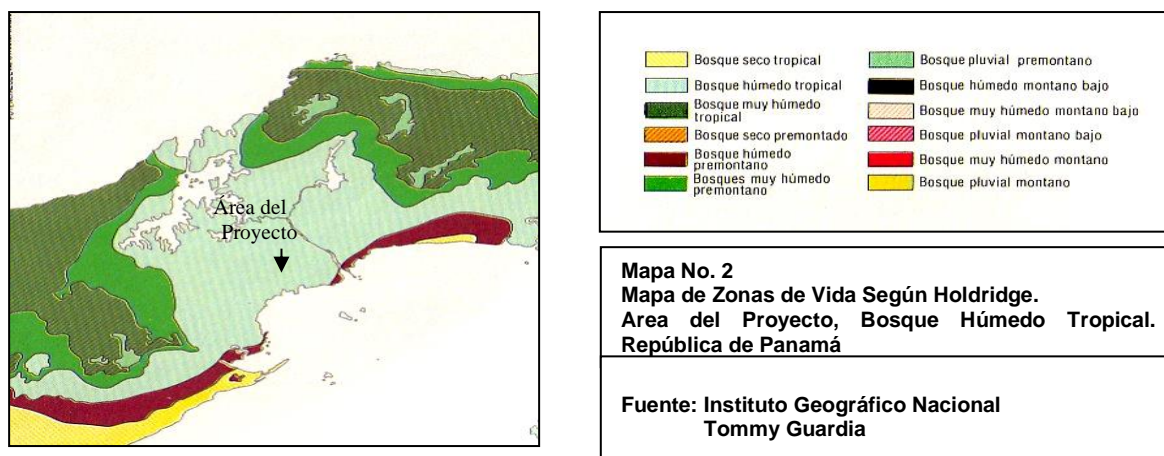 Área del
Proyecto
Bosque seco tropical
Bosque húmedo tropical
Bosque muy húmedo
tropical
Bosque seco premontado
Bosque húmedo
premontano
Bosques muy húmedo
premontano
Bosque pluvial premontano
Bosque húmedo montano bajo
Bosque muy húmedo montano bajo
Bosque pluvial montano bajo
Bosque muy húmedo montano
Bosque pluvial montano
Mapa No. 2
Mapa de Zonas de Vida Según Holdridge.
Area del Proyecto, Bosque Húmedo Tropical.
República de Panamá
Fuente: Instituto Geográfico Nacional
Tommy Guardia